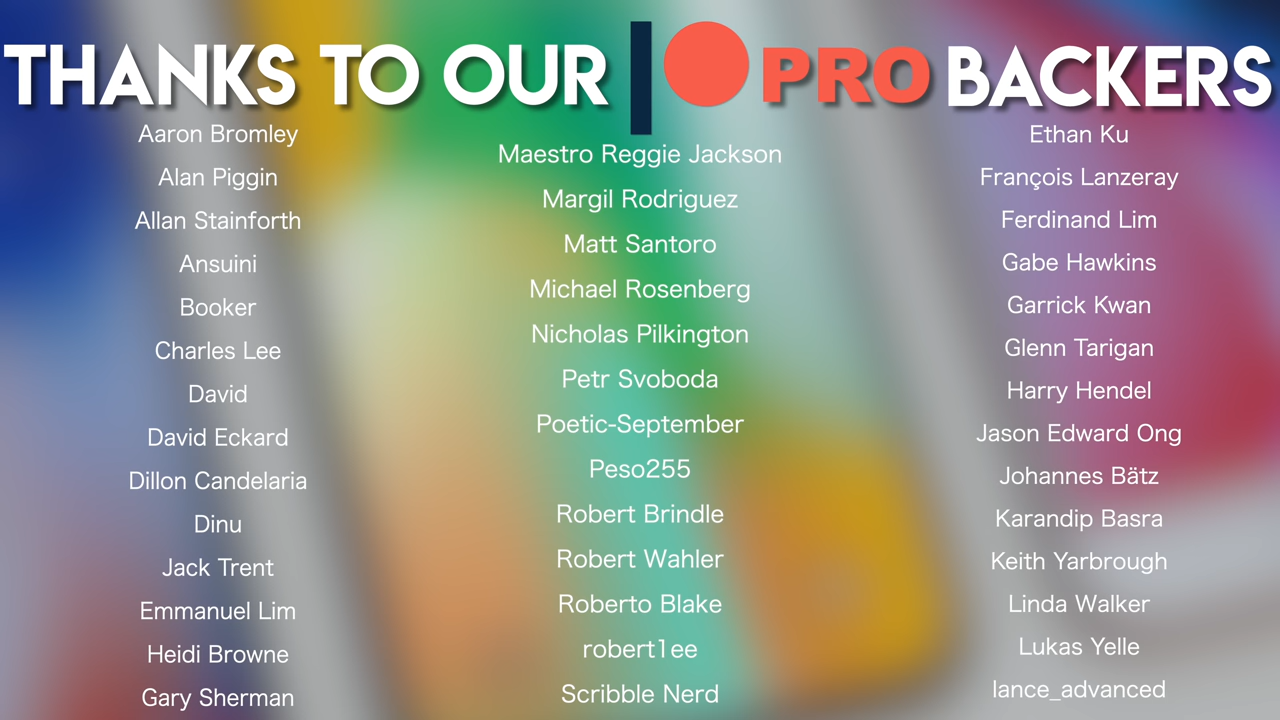 THANKS TO OUR PRO BACKERS
Aaron Bromley
Alan Piggin
Allan Stainforth
Ansuini
Booker
Charles Lee
David
David Eckard
Dillon Candelaria
Dinu
Jack Trent
Emmanuel Lim
Heidi Browne
Gary Sherman
Maestro Reggie Jackson
Margil Rodriguez
Matt Santoro
Michael Rosenberg
Nicholas Pilkington
Petr Svoboda
Poetic-September
Peso255
Robert Brindle
Robert Wahler
Roberto Blake
robert1ee
Scribble Nerd
Ethan Ku
François Lanzeray
Ferdinand Lim
Gabe Hawkins
Garrick Kwan
Glenn Tarigan
Harry Hendel
Jason Edward Ong
Johannes Bätz
Karandip Basra
Keith Yarbrough
Linda Walker
Lukas Yelle
lance_advanced